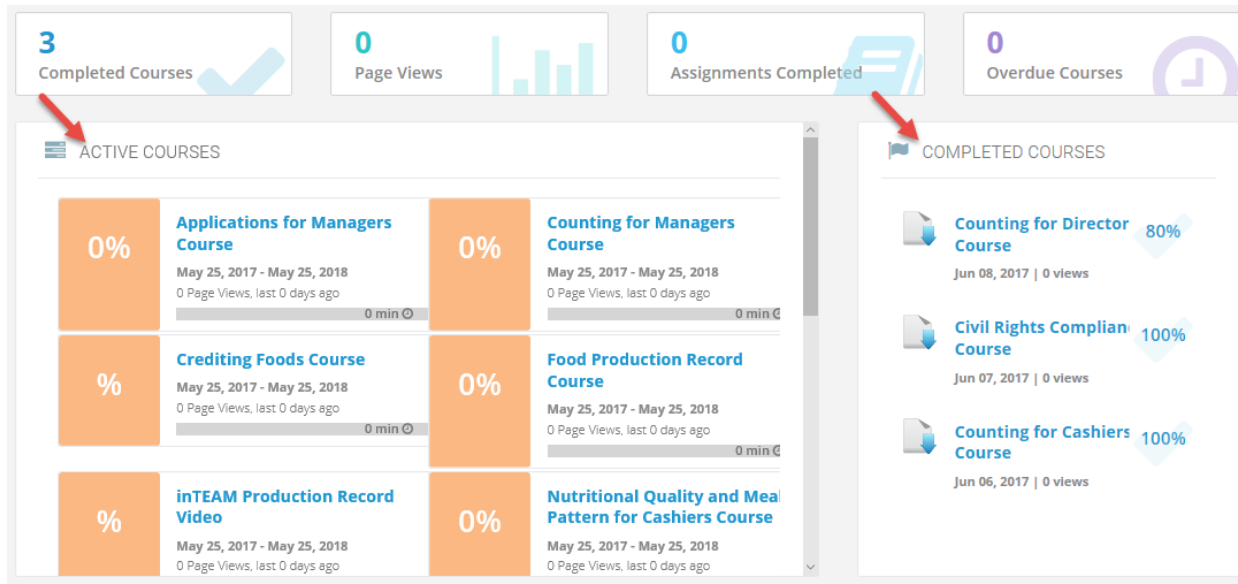 3
Completed Courses
0
Page Views
0
Assignments Completed
0
Overdue Courses
ACTIVE COURSES
0%
Applications for Managers
Course
May 25, 2017 - May 25, 2018
0 Page Views, last 0 days ago
0 min
0%
Counting for Managers
Course
May 25, 2017 - May 25, 2018
0 Page Views, last 0 days ago
0 min
%
Crediting Foods Course
May 25, 2017 - May 25, 2018
0 Page Views, last 0 days ago
0 min
0%
Food Production Record
Course
May 25, 2017 - May 25, 2018
0 Page Views, last 0 days ago
0 min
%
inTEAM Production Record
Video
May 25, 2017 - May 25, 2018
0 Page Views, last 0 days ago
0%
Nutritional Quality and Meal
Pattern for Cashiers Course
May 25, 2017 - May 25, 2018
0 Page Views, last 0 days ago
COMPLETED COURSES
Counting for Director
Course
80%
Jun 08, 2017 | 0 views
Civil Rights Complian
Course
100%
Jun 07, 2017 | 0 views
Counting for Cashiers
Course
100%
Jun 06, 2017 | 0 views